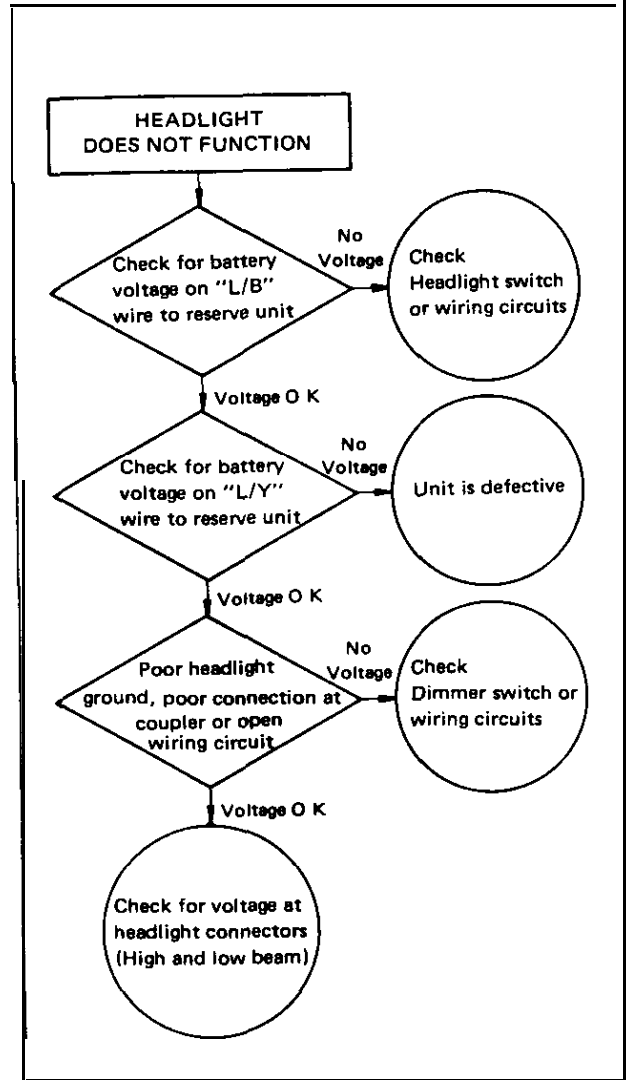 HEADLIGHT
DOES NOT FUNCTION
Check for battery
voltage on "L/B"
wire to reserve unit
No
Voltage
Check
Headlight switch
or wiring circuits
Voltage O K
Check for battery
voltage on "L/Y"
wire to reserve unit
No
Voltage
Unit is defective
Voltage O K
Poor headlight
ground, poor connection at
coupler or open
wiring circuit
No
Voltage
Check
Dimmer switch or
wiring circuits
Voltage O K
Check for voltage at
headlight connectors
(High and low beam)